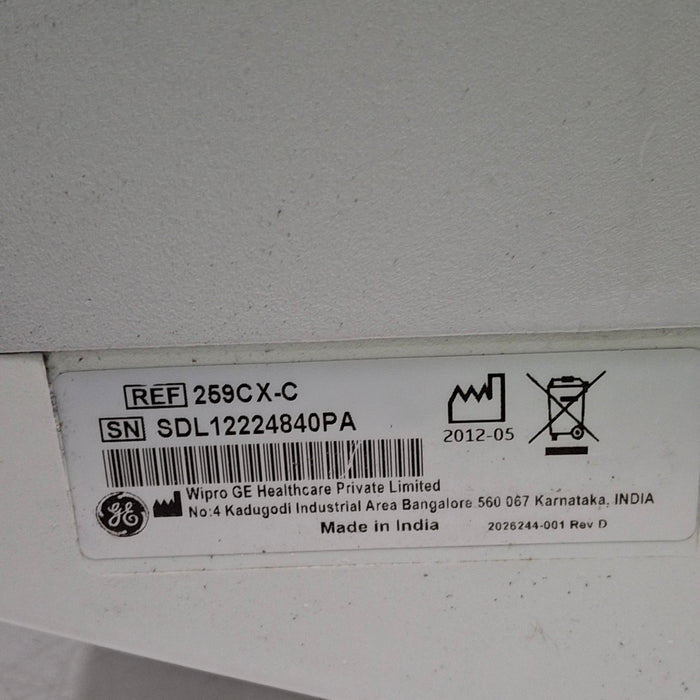 REF 259CX-C
SN SDL12224840PA
2012-05
GE
Wipro GE Healthcare Private Limited
No:4 Kadugodi Industrial Area Bangalore 560 067 Karnataka, INDIA
Made in India
2026244-001 Rev D